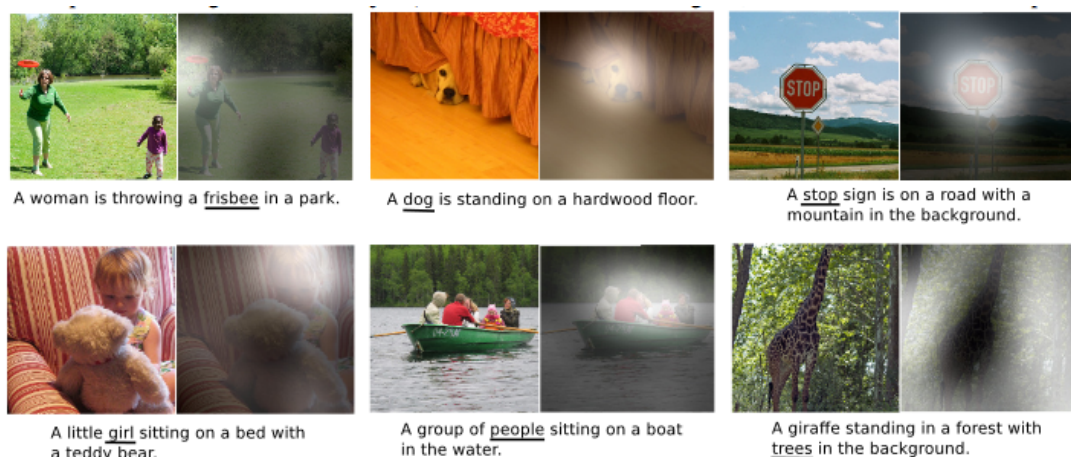 A woman is throwing a frisbee in a park.
A dog is standing on a hardwood floor.
STOP
STOP
A stop sign is on a road with a
mountain in the background.
A little girl sitting on a bed with
a teddy bear.
A group of people sitting on a boat
in the water.
A giraffe standing in a forest with
trees in the background.